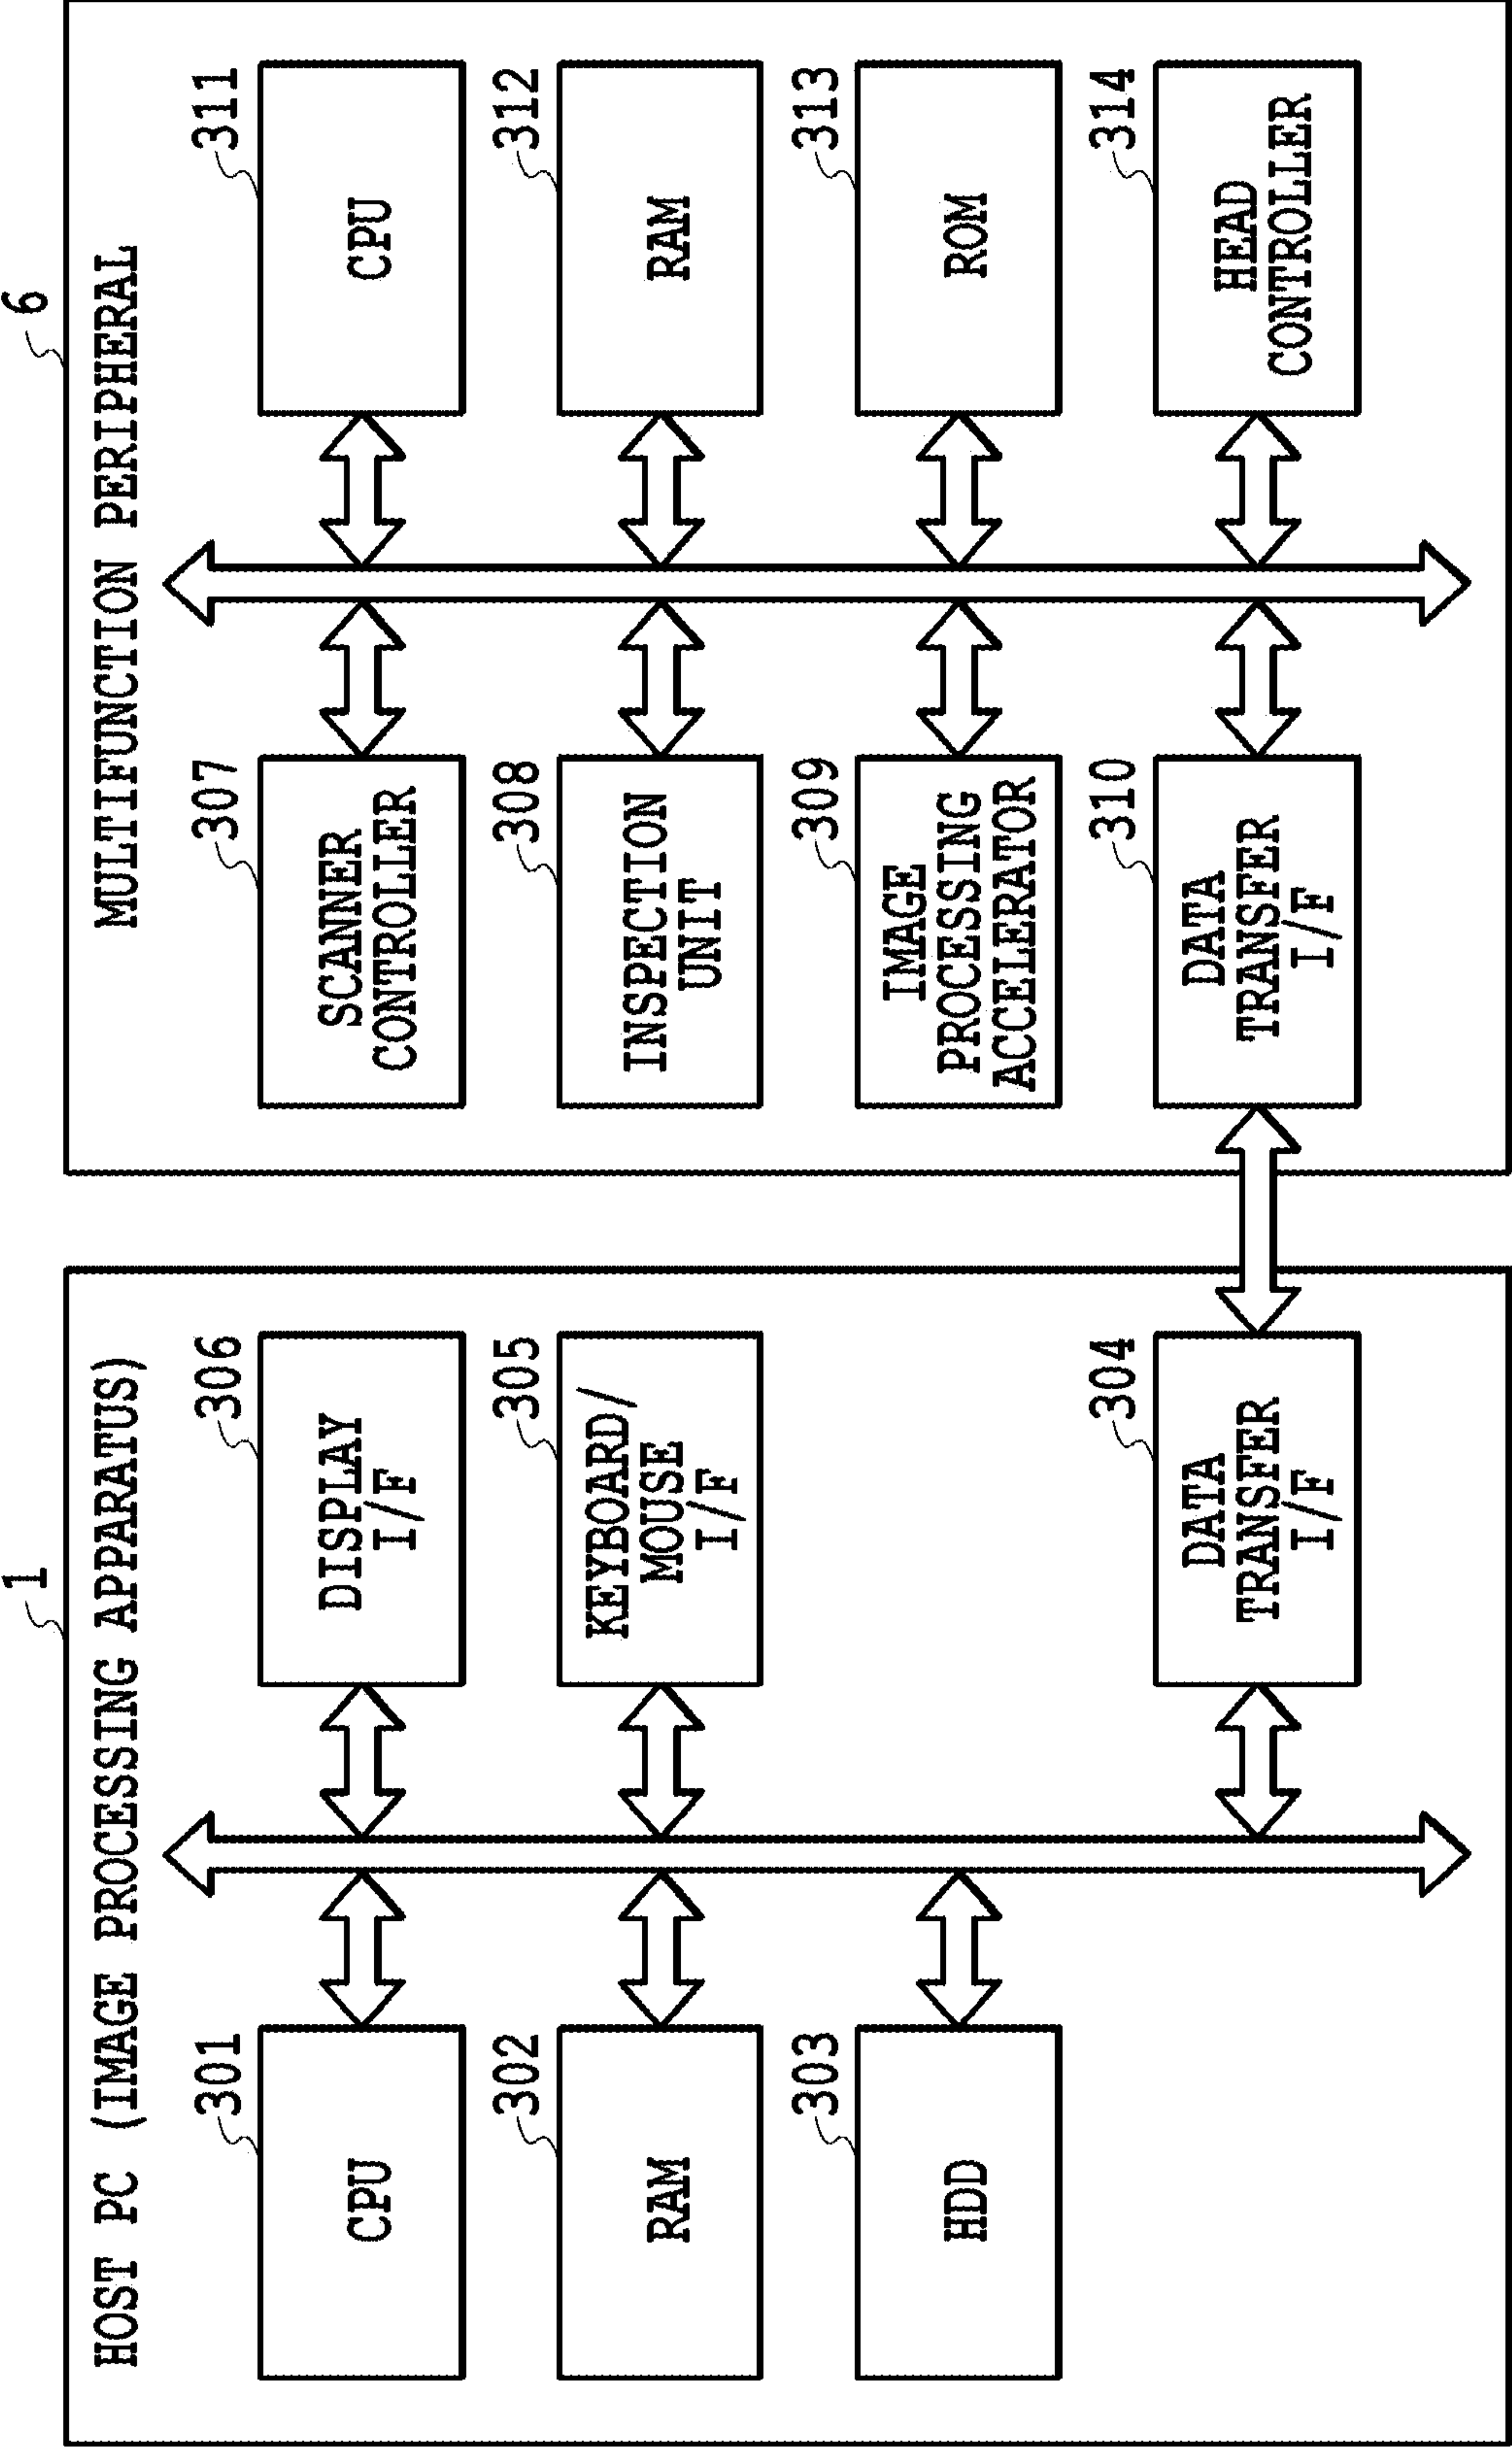 1
HOST PC (IMAGE PROCESSING APPARATUS)
301
CPU
302
RAM
303
HDD
306
DISPLAY
I/F
305
KEYBOARD/
MOUSE
I/F
304
DATA
TRANSFER
I/F
6
MULTIFUNCTION PERIPHERAL
307
SCANNER
CONTROLLER
308
INSPECTION
UNIT
309
IMAGE
PROCESSING
ACCELERATOR
310
DATA
TRANSFER
I/F
311
CPU
312
RAM
313
ROM
314
HEAD
CONTROLLER